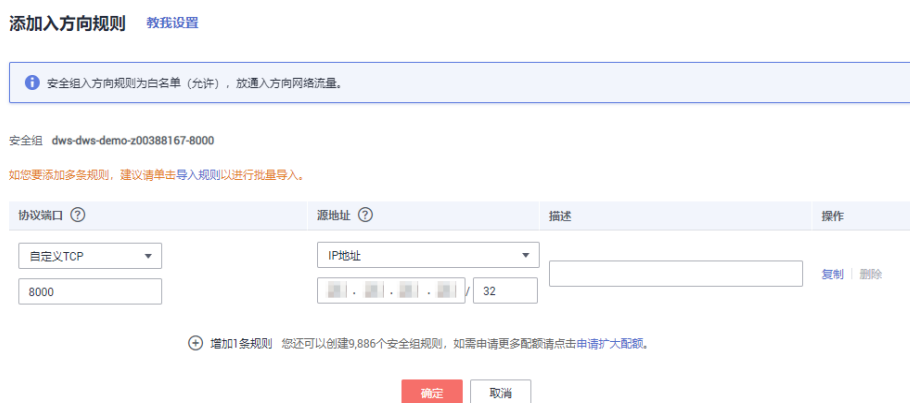 添加入方向规则 教我设置
安全组入方向规则为白名单（允许），放通入方向网络流量。
安全组 dws-dws-demo-z00388167-8000
如您要添加多条规则，建议请单击导入规则以进行批量导入。
协议端口 源地址 描述 操作
自定义TCP IP地址
复制 删除
8000 . . . / 32
增加1条规则 您还可以创建9,886个安全组规则，如需申请更多配额请点击申请扩大配额。
确定 取消